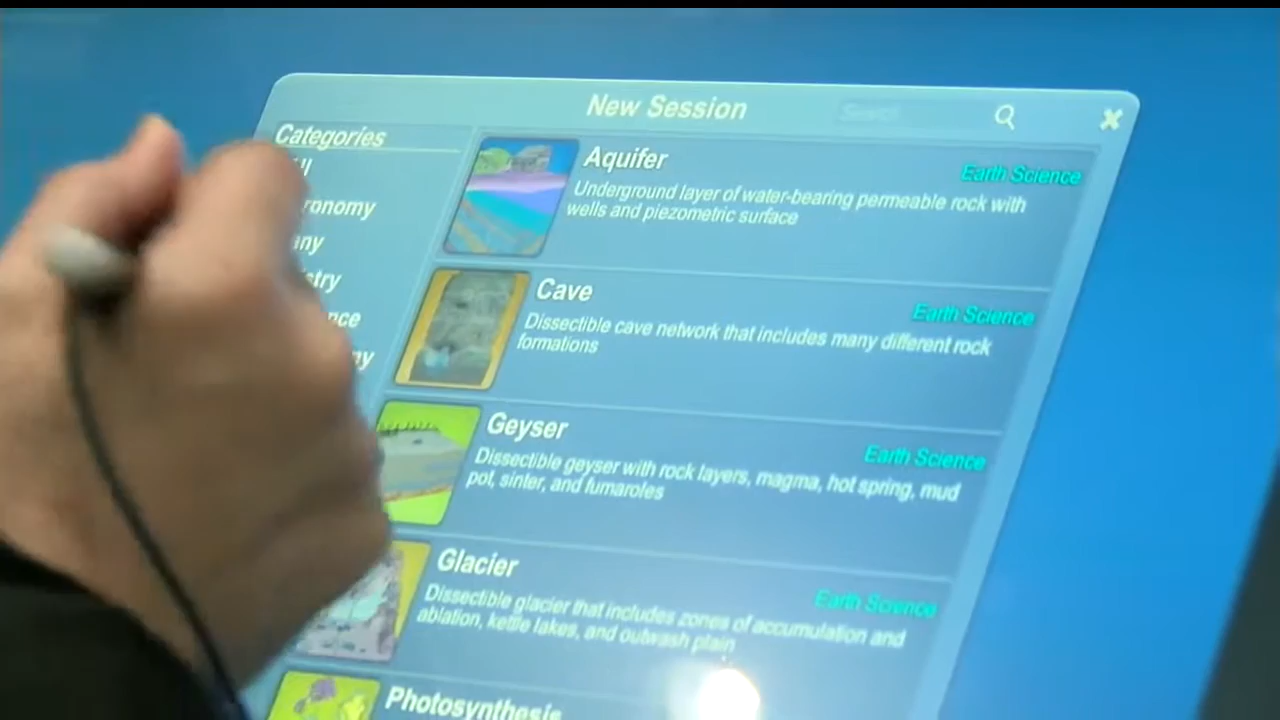 New Session
Search
Categories
Aquifer
Earth Science
Underground layer of water-bearing permeable rock with
wells and piezometric surface
Cave
Earth Science
Dissectible cave network that includes many different rock
formations
Geyser
Earth Science
Dissectible geyser with rock layers, magma, hot spring, mud
pot, sinter, and fumaroles
Glacier
Earth Science
Dissectible glacier that includes zones of accumulation and
ablation, kettle lakes, and outwash plain
Photosynthesis